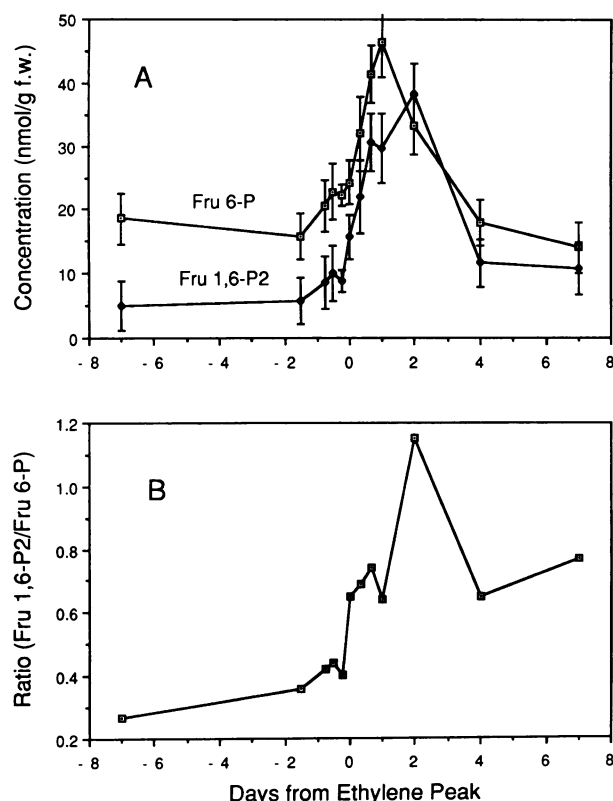 50
40
30
20
10
0
Concentration (nmol/g f.w.)
A
Fru 6-P
Fru 1,6-P2
- 8 - 6 - 4 - 2 0 2 4 6 8
1.2
1.0
0.8
0.6
0.4
0.2
Ratio (Fru 1,6-P2/Fru 6-P)
B
- 8 - 6 - 4 - 2 0 2 4 6 8
Days from Ethylene Peak